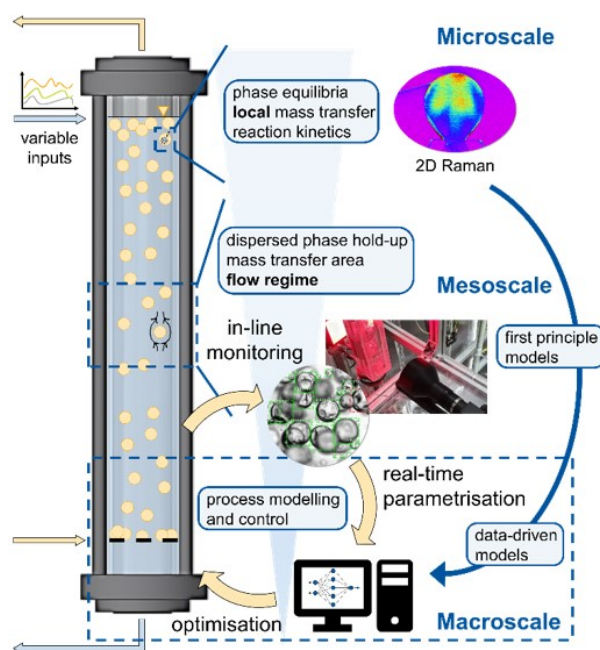 Microscale
phase equilibria
local mass transfer
reaction kinetics
variable
inputs
2D Raman
dispersed phase hold-up
mass transfer area
flow regime
Mesoscale
in-line
monitoring
first principle
models
real-time
parametrisation
process modelling
and control
data-driven
models
optimisation
Macroscale